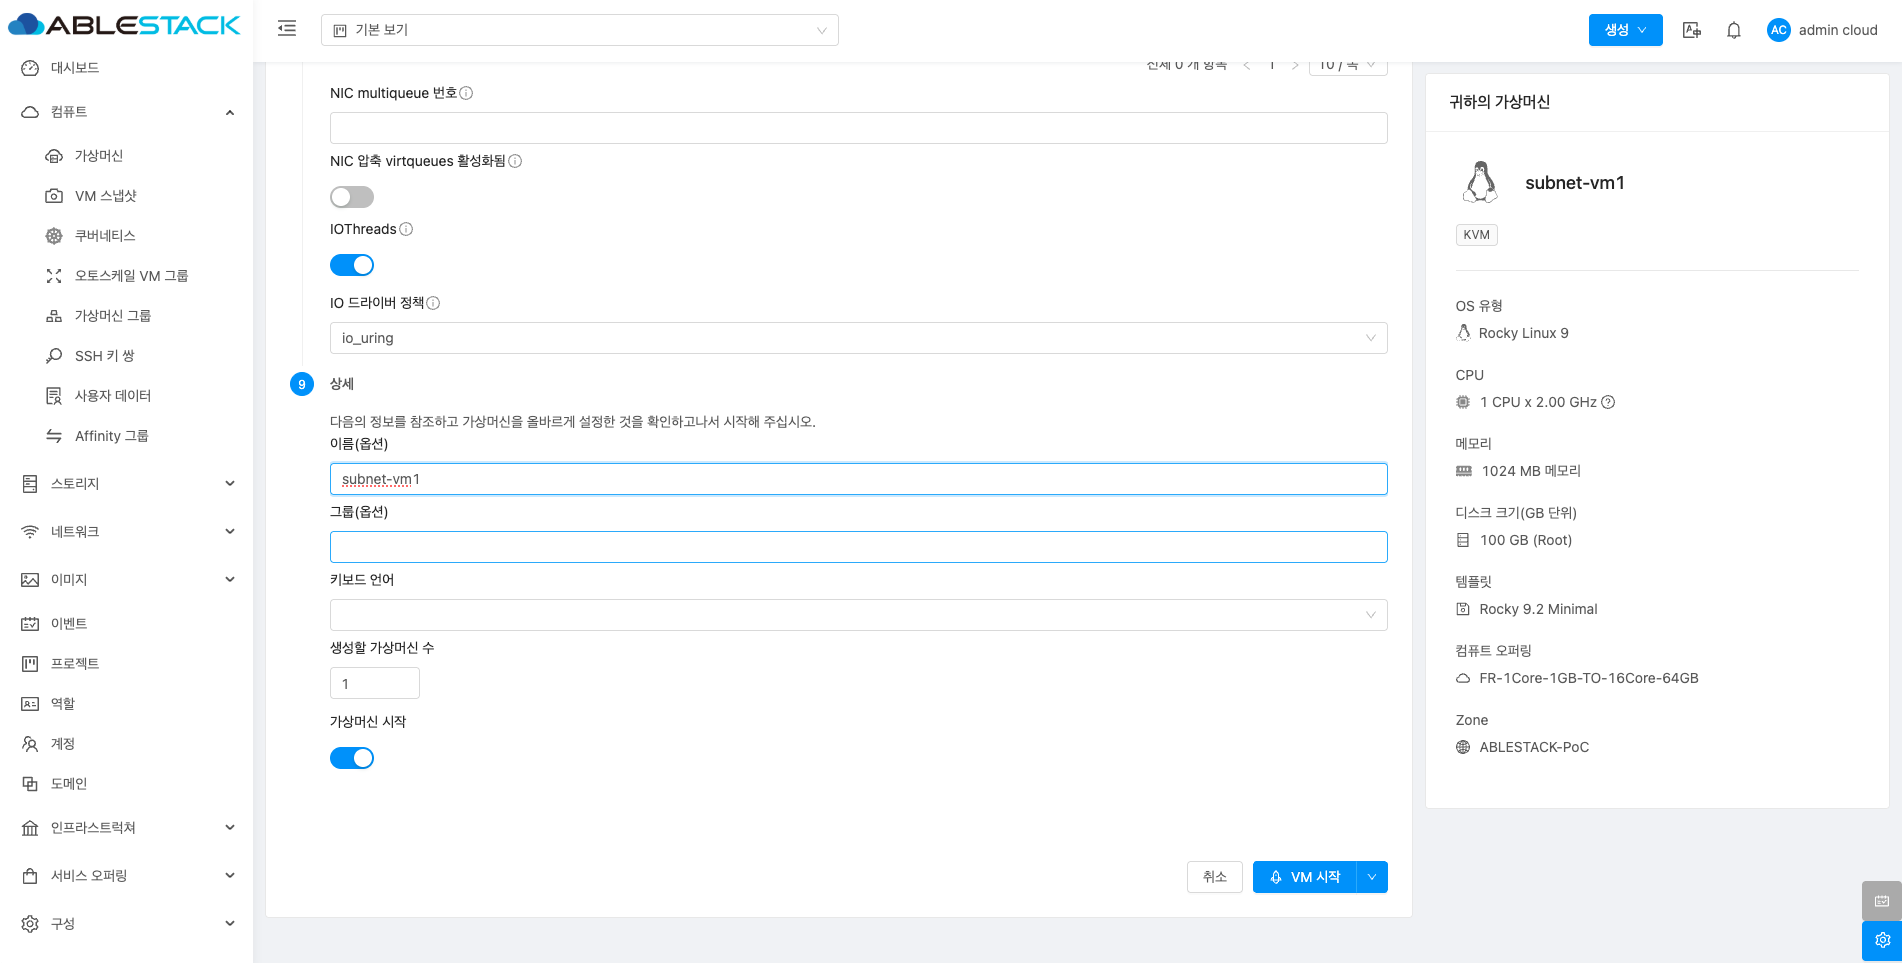 ABLESTACK
기본 보기
생성
AC
admin cloud
대시보드
컴퓨트
가상머신
VM 스냅샷
쿠버네티스
오토스케일 VM 그룹
가상머신 그룹
SSH 키 쌍
사용자 데이터
Affinity 그룹
스토리지
네트워크
이미지
이벤트
프로젝트
역할
계정
도메인
인프라스트럭쳐
서비스 오퍼링
구성
전체 0 개 항목
1
10 / 쪽
NIC multiqueue 번호
NIC 압축 virtqueues 활성화됨
IOThreads
IO 드라이버 정책
io_uring
9
상세
다음의 정보를 참조하고 가상머신을 올바르게 설정한 것을 확인하고나서 시작해 주십시오.
이름(옵션)
subnet-vm1
그룹(옵션)
키보드 언어
생성할 가상머신 수
1
가상머신 시작
취소
VM 시작
귀하의 가상머신
subnet-vm1
KVM
OS 유형
Rocky Linux 9
CPU
1 CPU x 2.00 GHz
메모리
1024 MB 메모리
디스크 크기(GB 단위)
100 GB (Root)
템플릿
Rocky 9.2 Minimal
컴퓨트 오퍼링
FR-1Core-1GB-TO-16Core-64GB
Zone
ABLESTACK-PoC